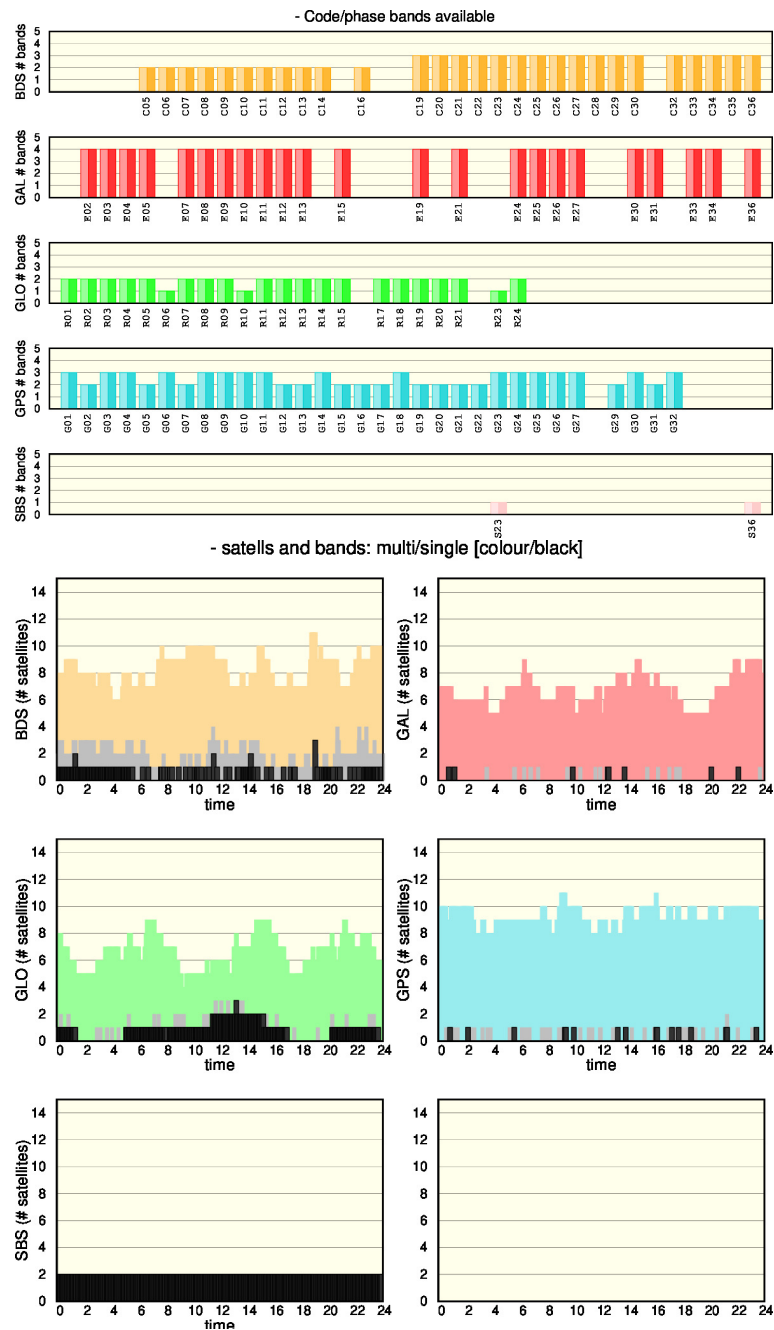 - Code/phase bands available
BDS # bands
5
4
3
2
1
0
C05 C06 C07 C08 C09 C10 C11 C12 C13 C14 C16 C19 C20 C21 C22 C23 C24 C25 C26 C27 C28 C29 C30 C32 C33 C34 C35 C36
GAL # bands
5
4
3
2
1
0
E02 E03 E04 E05 E07 E08 E09 E10 E11 E12 E13 E15 E19 E21 E24 E25 E26 E27 E30 E31 E33 E34 E36
GLO # bands
5
4
3
2
1
0
R01 R02 R03 R04 R05 R06 R07 R08 R09 R10 R11 R12 R13 R14 R15 R17 R18 R19 R20 R21 R23 R24
GPS # bands
5
4
3
2
1
0
G01 G02 G03 G04 G05 G06 G07 G08 G09 G10 G11 G12 G13 G14 G15 G16 G17 G18 G19 G20 G21 G22 G23 G24 G25 G26 G27 G29 G30 G31 G32
SBS # bands
5
4
3
2
1
0
S23 S36
- satells and bands: multi/single [colour/black]
BDS (# satellites)
14
12
10
8
6
4
2
0
0 2 4 6 8 10 12 14 16 18 20 22 24
time
GAL (# satellites)
14
12
10
8
6
4
2
0
0 2 4 6 8 10 12 14 16 18 20 22 24
time
GLO (# satellites)
14
12
10
8
6
4
2
0
0 2 4 6 8 10 12 14 16 18 20 22 24
time
GPS (# satellites)
14
12
10
8
6
4
2
0
0 2 4 6 8 10 12 14 16 18 20 22 24
time
SBS (# satellites)
14
12
10
8
6
4
2
0
0 2 4 6 8 10 12 14 16 18 20 22 24
time
14
12
10
8
6
4
2
0
0 2 4 6 8 10 12 14 16 18 20 22 24